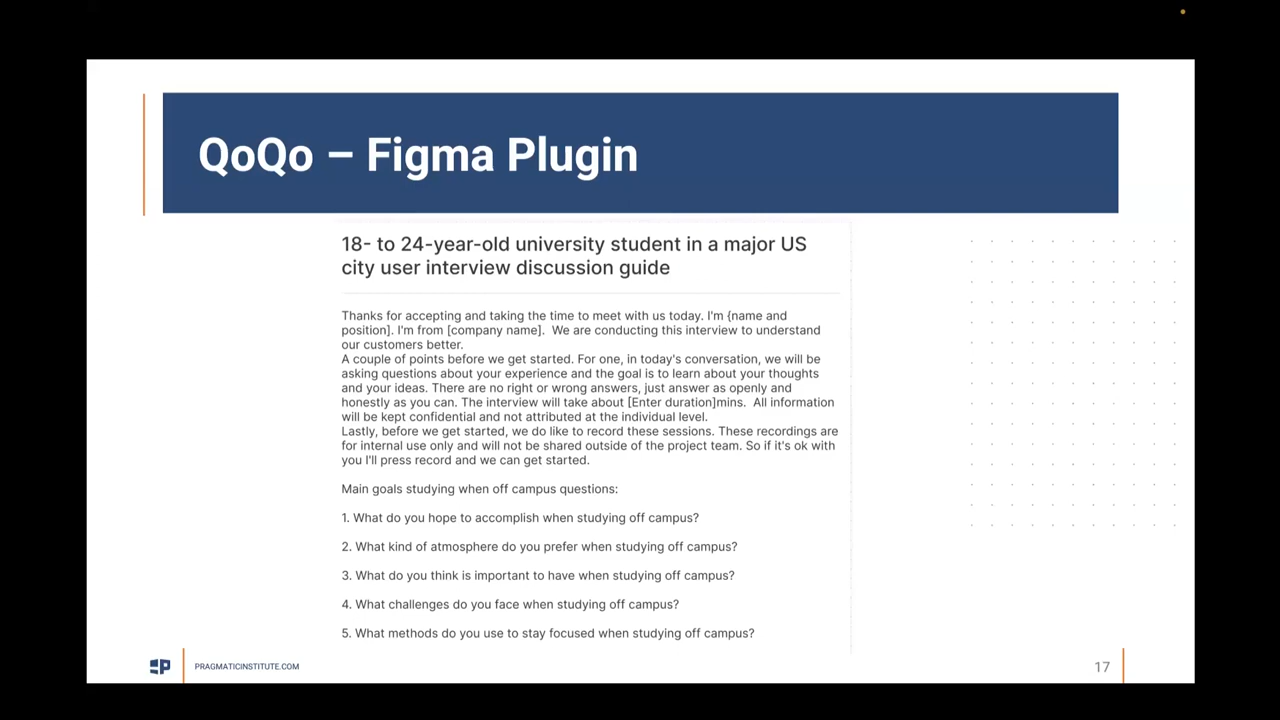 QoQo – Figma Plugin
18- to 24-year-old university student in a major US
city user interview discussion guide
Thanks for accepting and taking the time to meet with us today. I'm {name and
position]. I'm from [company name].  We are conducting this interview to understand
our customers better.
A couple of points before we get started. For one, in today's conversation, we will be
asking questions about your experience and the goal is to learn about your thoughts
and your ideas. There are no right or wrong answers, just answer as openly and
honestly as you can. The interview will take about [Enter duration]mins.  All information
will be kept confidential and not attributed at the individual level.
Lastly, before we get started, we do like to record these sessions. These recordings are
for internal use only and will not be shared outside of the project team. So if it's ok with
you I'll press record and we can get started.
Main goals studying when off campus questions:
1. What do you hope to accomplish when studying off campus?
2. What kind of atmosphere do you prefer when studying off campus?
3. What do you think is important to have when studying off campus?
4. What challenges do you face when studying off campus?
5. What methods do you use to stay focused when studying off campus?
PRAGMATICINSTITUTE.COM
17